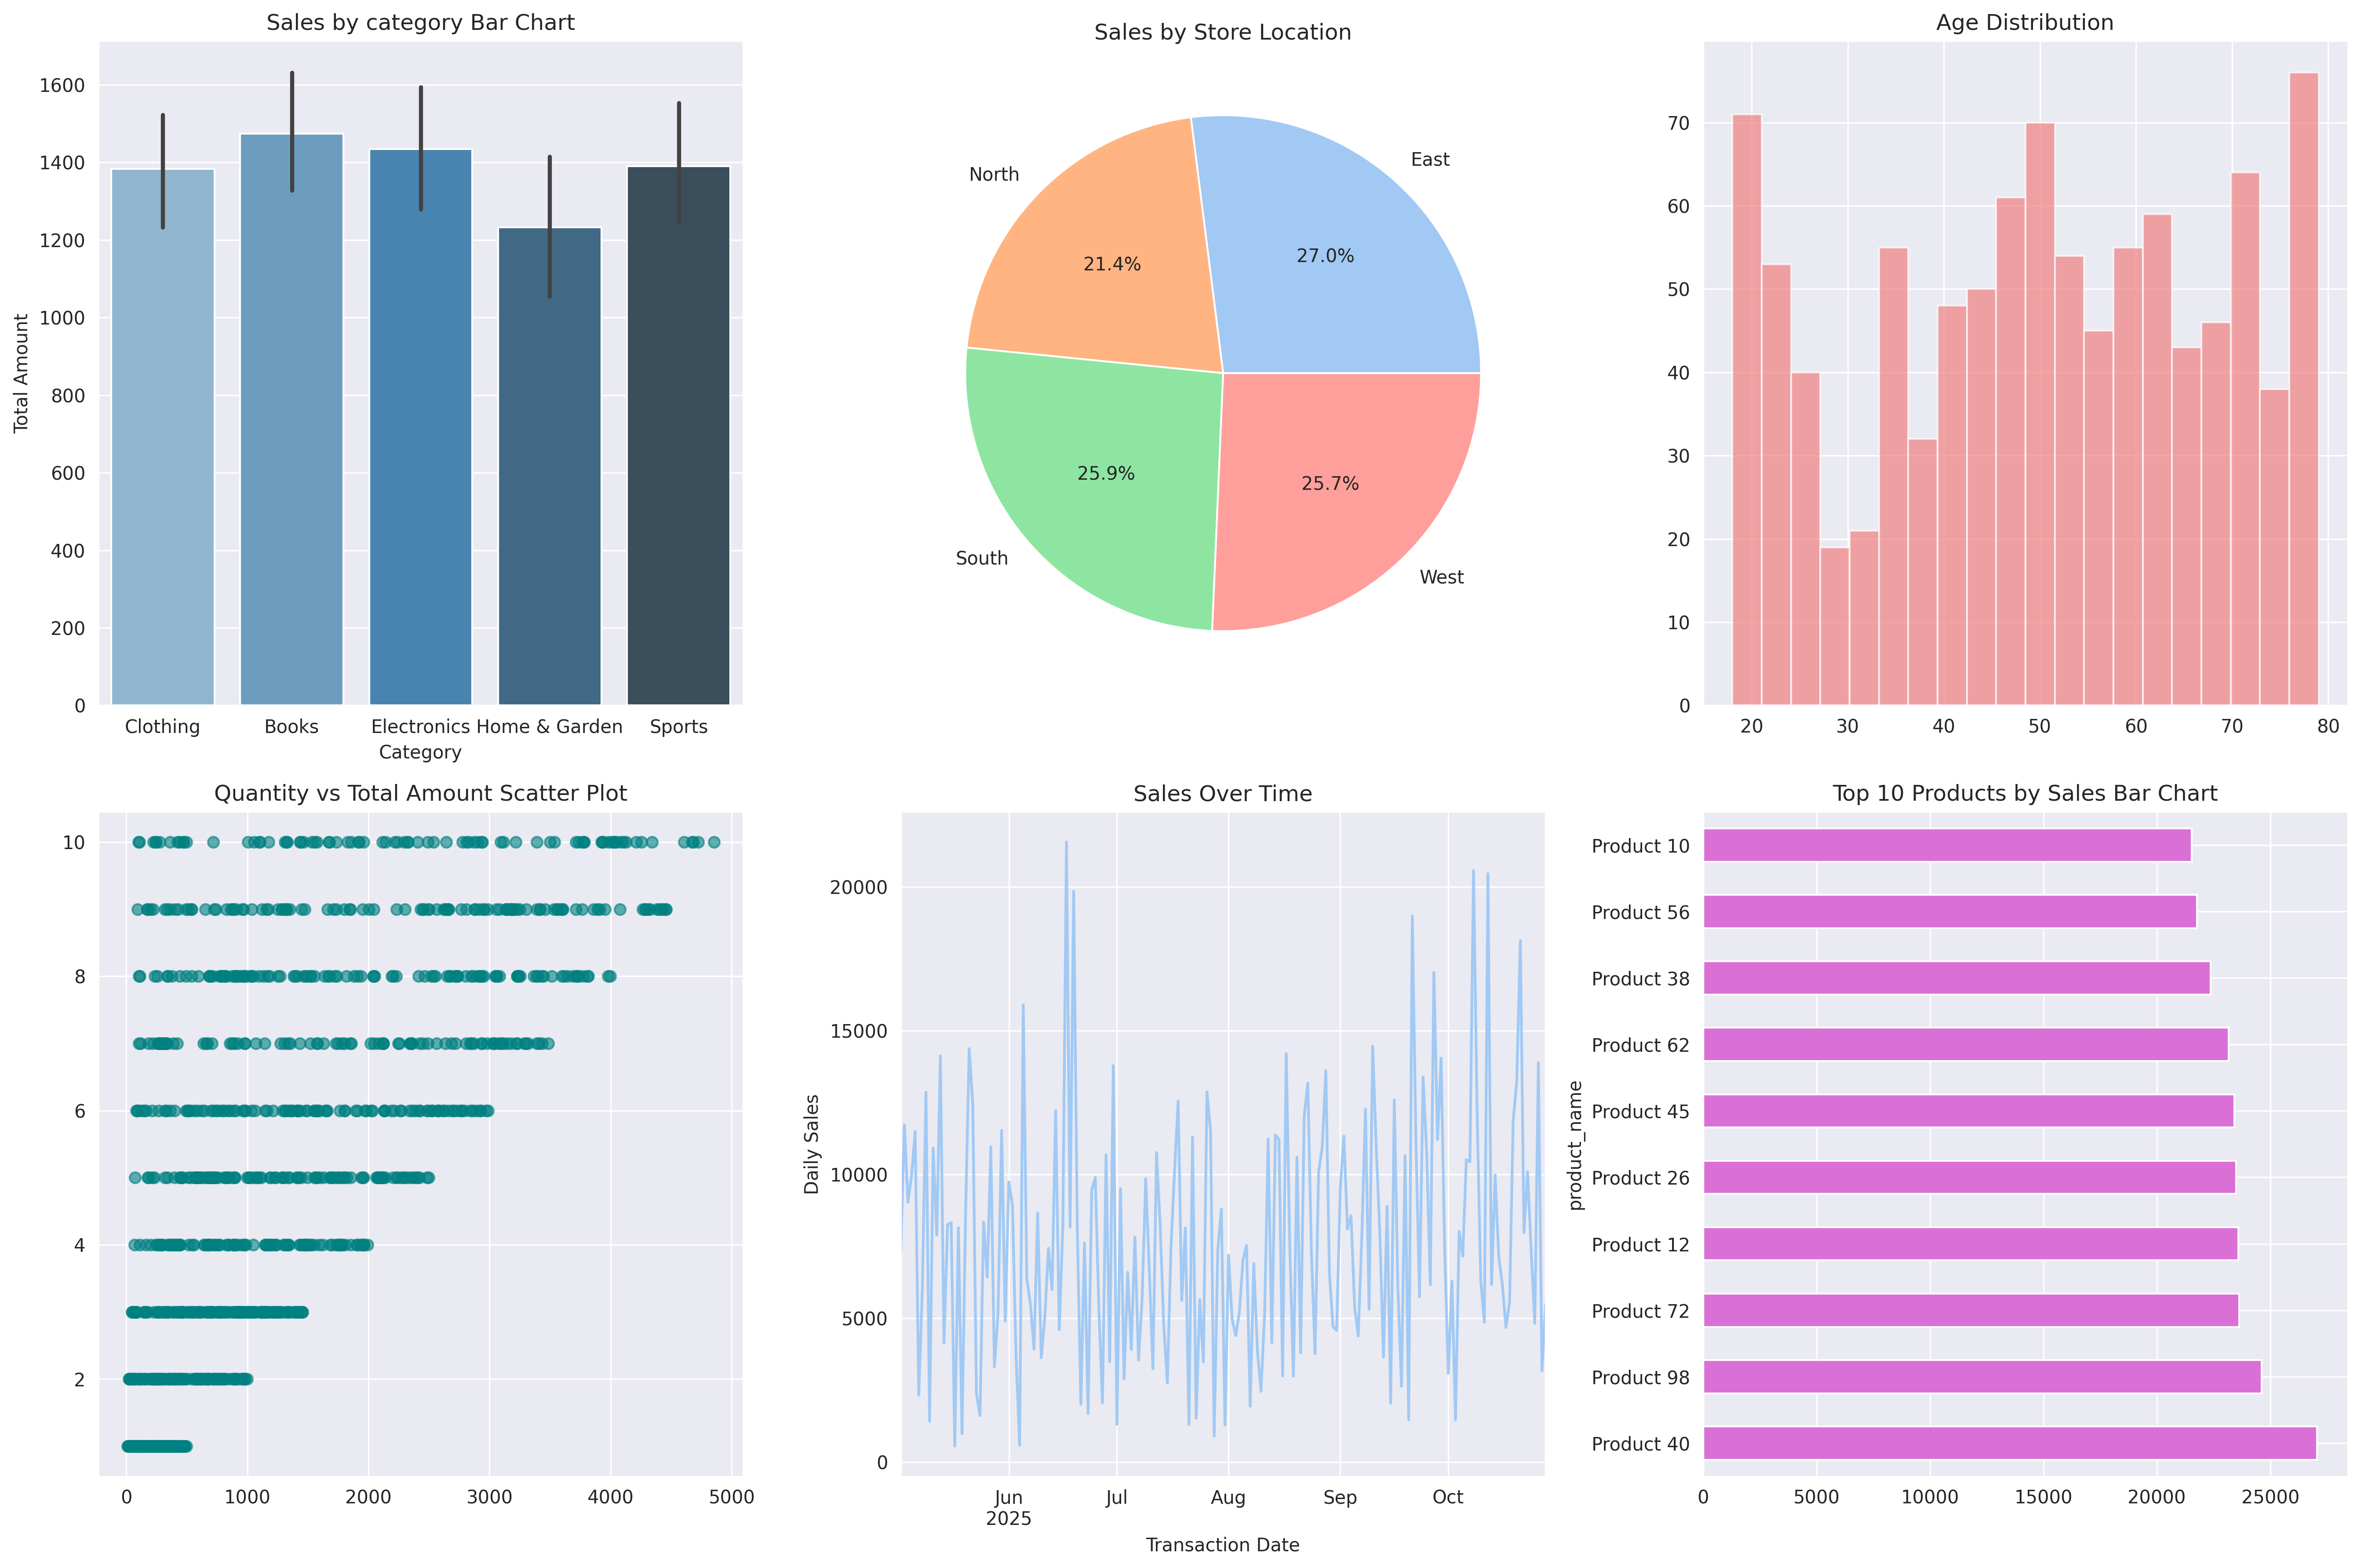 Sales by category Bar Chart
1600
1400
1200
1000
800
600
400
200
0
Total Amount
Clothing
Books
Electronics
Home & Garden
Sports
Category
Sales by Store Location
North
East
South
West
21.4%
27.0%
25.9%
25.7%
Age Distribution
70
60
50
40
30
20
10
0
20
30
40
50
60
70
80
Quantity vs Total Amount Scatter Plot
10
8
6
4
2
0
1000
2000
3000
4000
5000
Sales Over Time
20000
15000
10000
5000
0
Daily Sales
Jun
2025
Jul
Aug
Sep
Oct
Transaction Date
Top 10 Products by Sales Bar Chart
Product 10
Product 56
Product 38
Product 62
Product 45
Product 26
Product 12
Product 72
Product 98
Product 40
product_name
0
5000
10000
15000
20000
25000